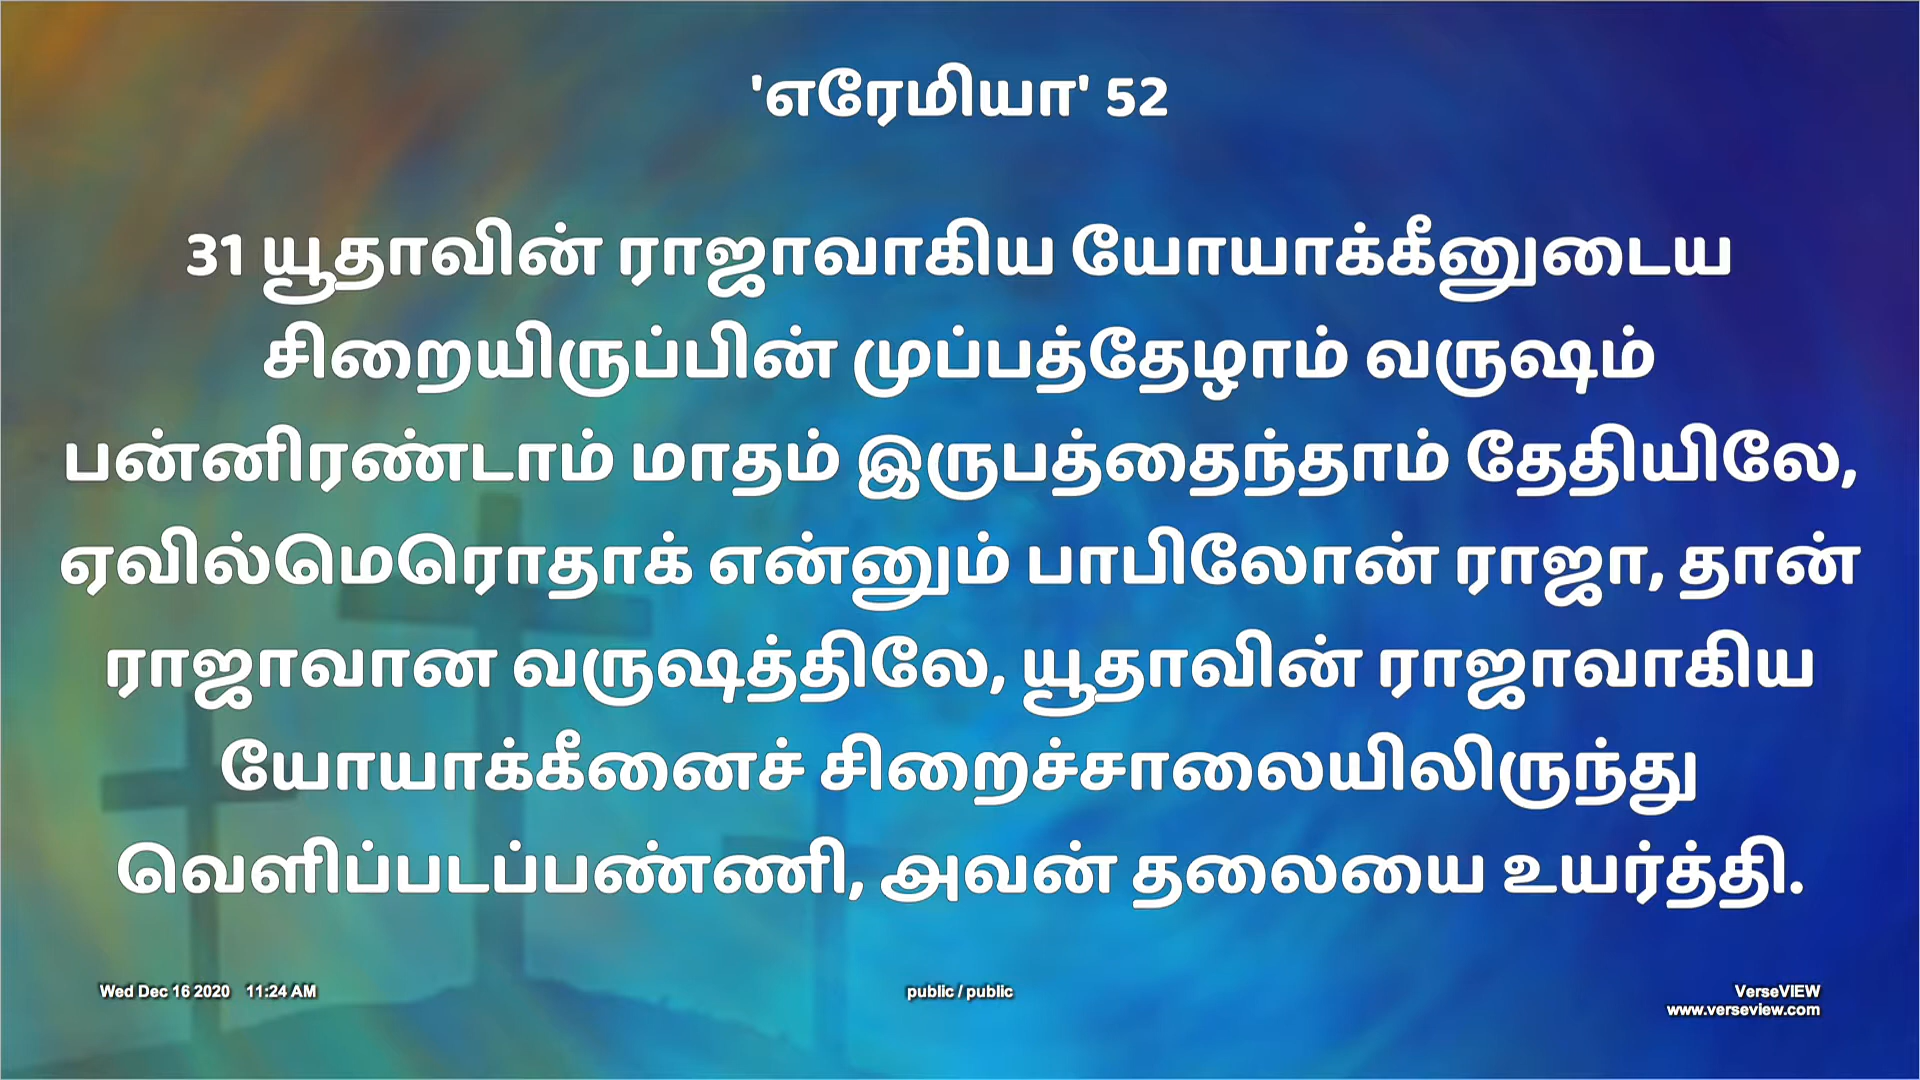 'எரேமியா' 52
31 யூதாவின் ராஜாவாகிய யோயாக்கீனுடைய
சிறையிருப்பின் முப்பத்தேழாம் வருஷம்
பன்னிரண்டாம் மாதம் இருபத்தைந்தாம் தேதியிலே,
ஏவில்மெரொதாக் என்னும் பாபிலோன் ராஜா, தான்
ராஜாவான வருஷத்திலே, யூதாவின் ராஜாவாகிய
யோயாக்கீனைச் சிறைச்சாலையிலிருந்து
வெளிப்படப்பண்ணி, அவன் தலையை உயர்த்தி.
Wed Dec 16 2020 11:24 AM
public / public
VerseVIEW
www.verseview.com